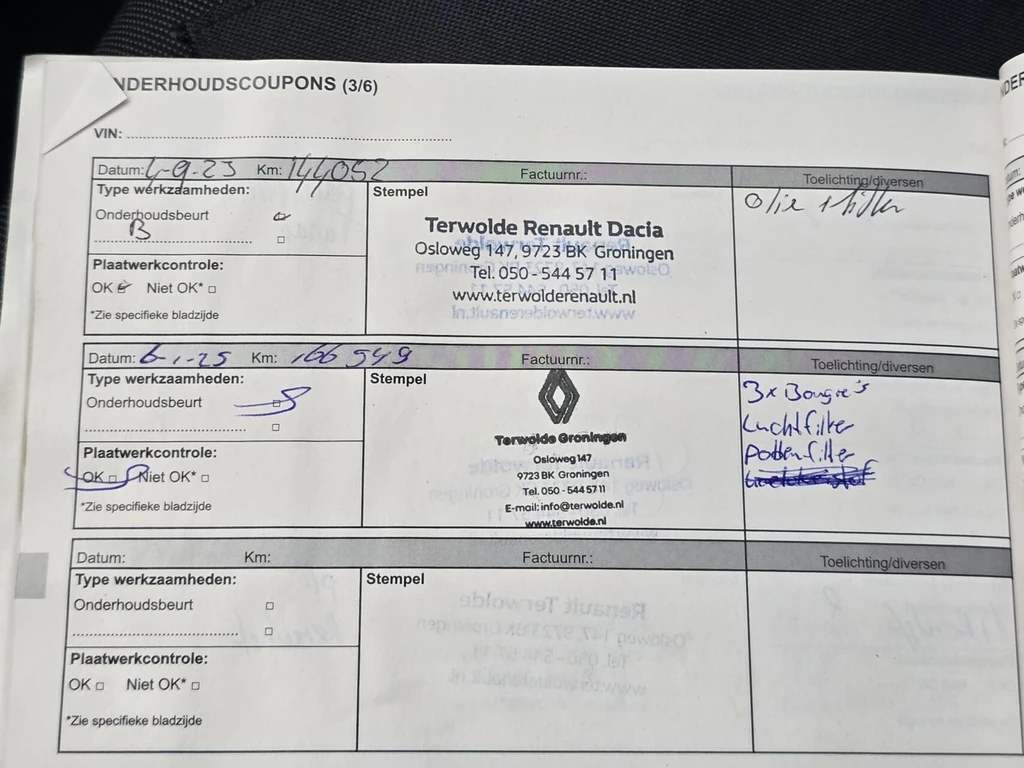 NDERHOUDSCOUPONS (3/6)
VIN:
Datum: 4-9-23 Km: 144052 Factuurnr.: Toelichting/diversen
Type werkzaamheden:
Stempel
Olie + filter
Onderhoudsbeurt
B
Terwolde Renault Dacia
Osloweg 147, 9723 BK Groningen
Tel. 050 - 544 57 11
www.terwolderenault.nl
Plaatwerkcontrole:
OK Niet OK*
*Zie specifieke bladzijde
Datum: 6-1-25 Km: 166 549 Factuurnr.: Toelichting/diversen
Type werkzaamheden:
Stempel
Onderhoudsbeurt
Terwolde Groningen
Osloweg 147
9723 BK Groningen
Tel. 050 - 544 57 11
E-mail: info@terwolde.nl
www.terwolde.nl
3x Bougie's
Luchtfilter
pollenfilter
Plaatwerkcontrole:
OK Niet OK*
*Zie specifieke bladzijde
Datum: Km: Factuurnr.: Toelichting/diversen
Type werkzaamheden:
Stempel
Onderhoudsbeurt
Plaatwerkcontrole:
OK Niet OK*
*Zie specifieke bladzijde